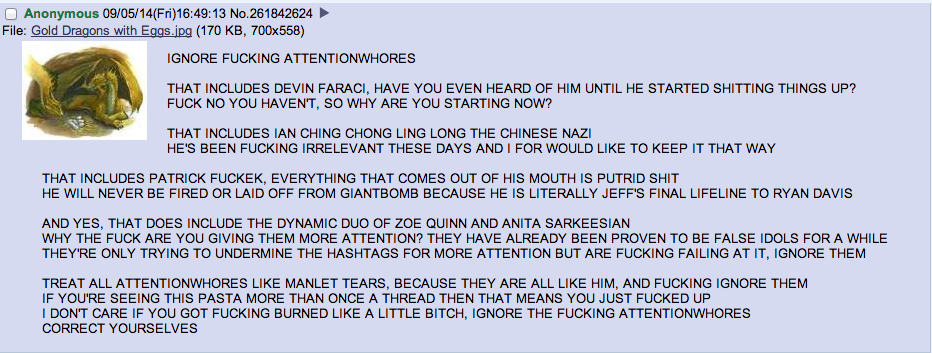 Anonymous 09/05/14(Fri)16:49:13 No.261842624
File: Gold Dragons with Eggs.jpg (170 KB, 700x558)
IGNORE FUCKING ATTENTIONWHORES
THAT INCLUDES DEVIN FARACI, HAVE YOU EVEN HEARD OF HIM UNTIL HE STARTED SHITTING THINGS UP?
FUCK NO YOU HAVEN'T, SO WHY ARE YOU STARTING NOW?
THAT INCLUDES IAN CHING CHONG LING LONG THE CHINESE NAZI
HE'S BEEN FUCKING IRRELEVANT THESE DAYS AND I FOR WOULD LIKE TO KEEP IT THAT WAY
THAT INCLUDES PATRICK FUCKEK, EVERYTHING THAT COMES OUT OF HIS MOUTH IS PUTRID SHIT
HE WILL NEVER BE FIRED OR LAID OFF FROM GIANTBOMB BECAUSE HE IS LITERALLY JEFF'S FINAL LIFELINE TO RYAN DAVIS
AND YES, THAT DOES INCLUDE THE DYNAMIC DUO OF ZOE QUINN AND ANITA SARKEESIAN
WHY THE FUCK ARE YOU GIVING THEM MORE ATTENTION? THEY HAVE ALREADY BEEN PROVEN TO BE FALSE IDOLS FOR A WHILE
THEY'RE ONLY TRYING TO UNDERMINE THE HASHTAGS FOR MORE ATTENTION BUT ARE FUCKING FAILING AT IT, IGNORE THEM
TREAT ALL ATTENTIONWHORES LIKE MANLET TEARS, BECAUSE THEY ARE ALL LIKE HIM, AND FUCKING IGNORE THEM
IF YOU'RE SEEING THIS PASTA MORE THAN ONCE A THREAD THEN THAT MEANS YOU JUST FUCKED UP
I DON'T CARE IF YOU GOT FUCKING BURNED LIKE A LITTLE BITCH, IGNORE THE FUCKING ATTENTIONWHORES
CORRECT YOURSELVES